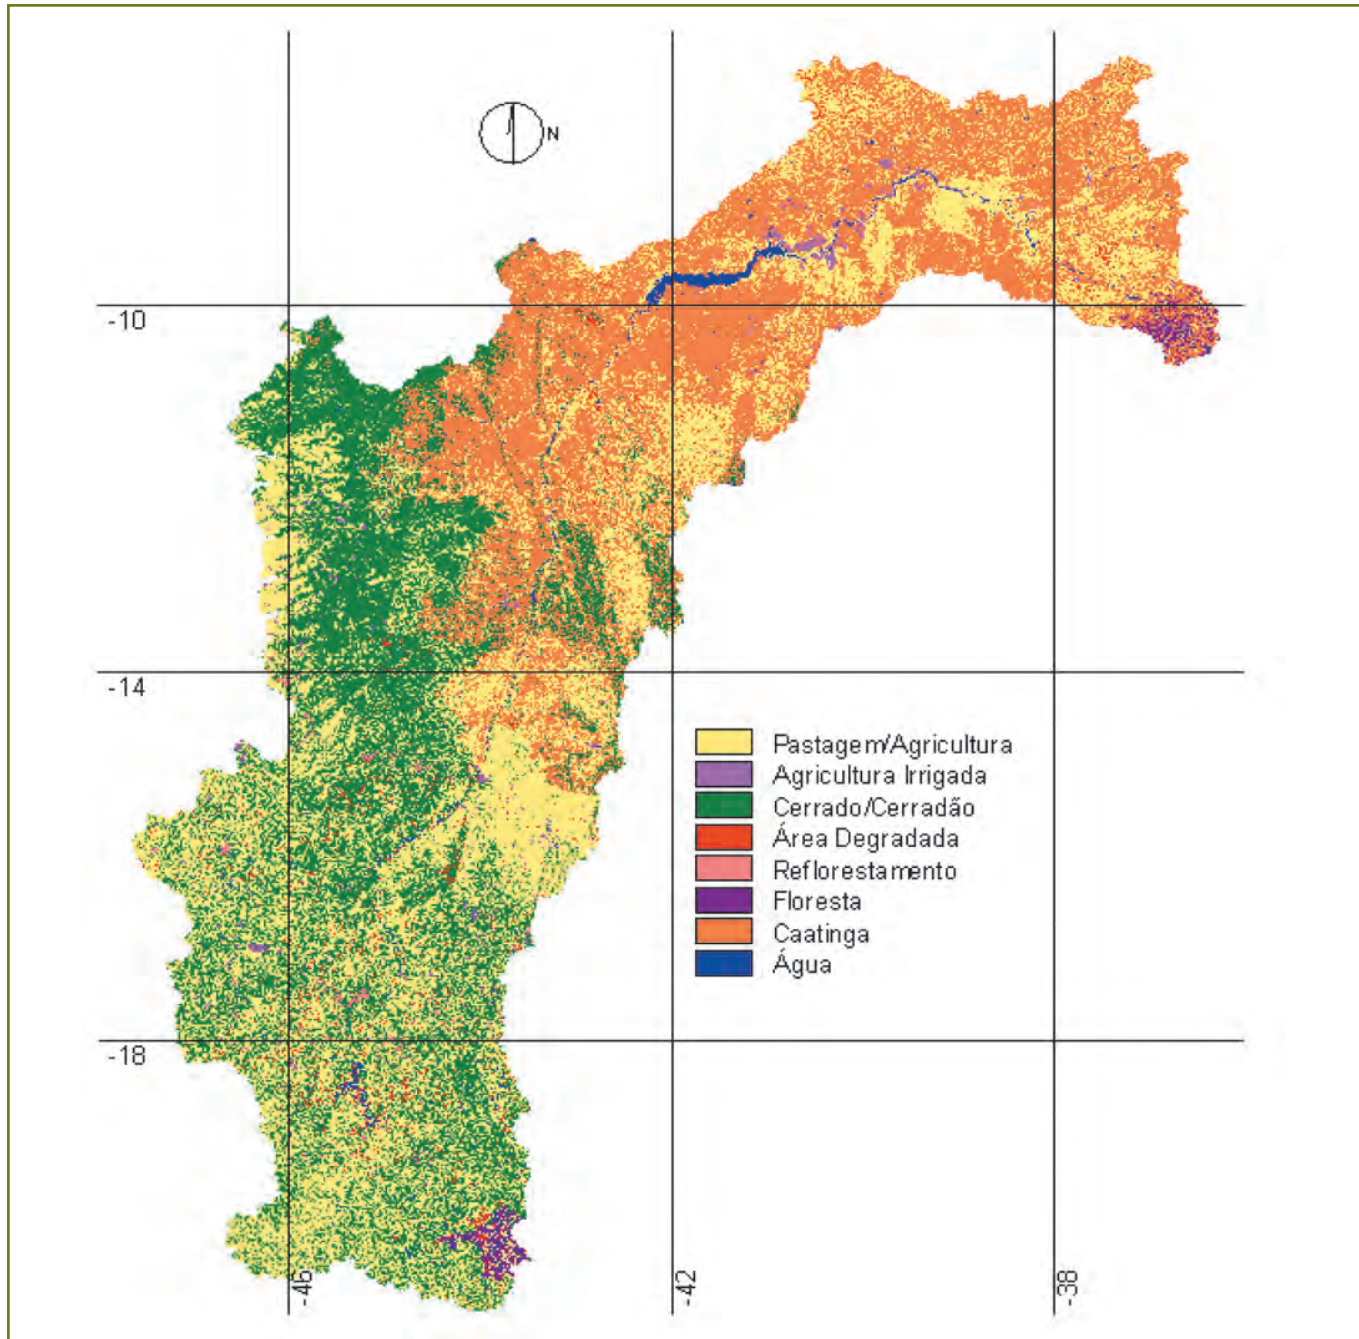 N
-10
-14
Pastagem/Agricultura
Agricultura Irrigada
Cerrado/Cerradão
Área Degradada
Reflorestamento
Floresta
Caatinga
Água
-18
-46
-42
-38